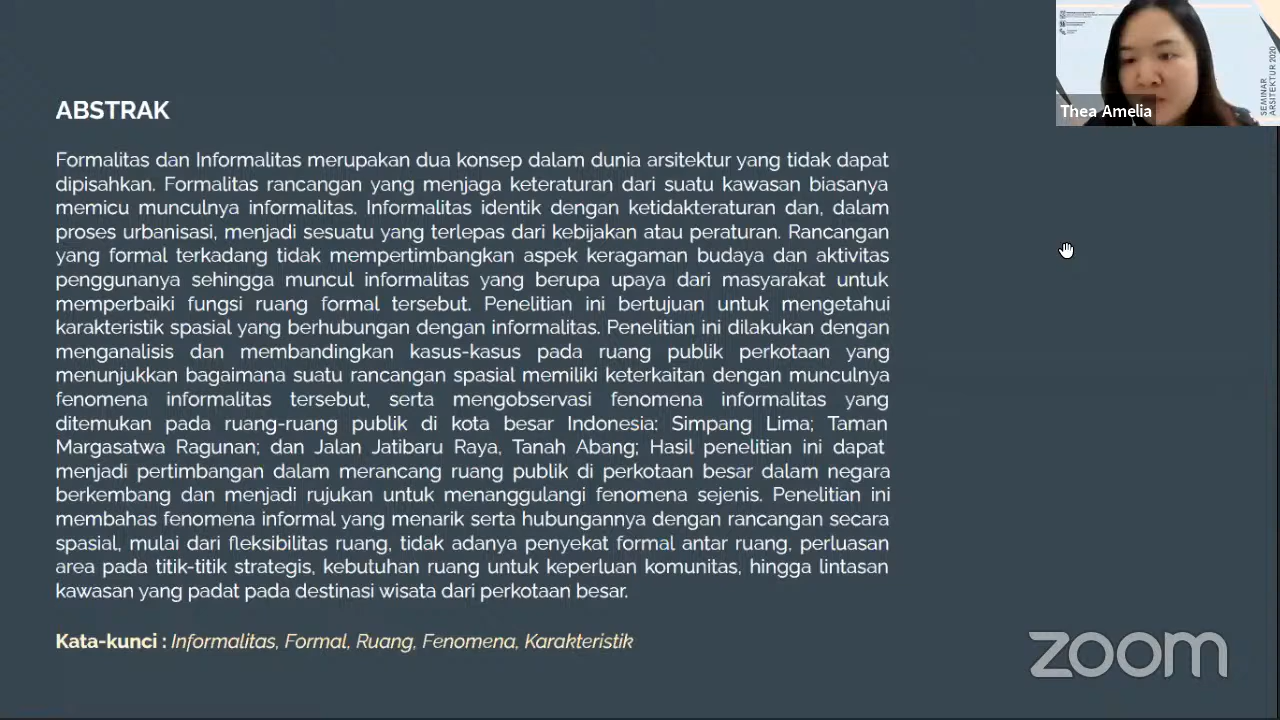 ABSTRAK
Formalitas dan Informalitas merupakan dua konsep dalam dunia arsitektur yang tidak dapat
dipisahkan. Formalitas rancangan yang menjaga keteraturan dari suatu kawasan biasanya
memicu munculnya informalitas. Informalitas identik dengan ketidakteraturan dan, dalam
proses urbanisasi, menjadi sesuatu yang terlepas dari kebijakan atau peraturan. Rancangan
yang formal terkadang tidak mempertimbangkan aspek keragaman budaya dan aktivitas
penggunanya sehingga muncul informalitas yang berupa upaya dari masyarakat untuk
memperbaiki fungsi ruang formal tersebut. Penelitian ini bertujuan untuk mengetahui
karakteristik spasial yang berhubungan dengan informalitas. Penelitian ini dilakukan dengan
menganalisis dan membandingkan kasus-kasus pada ruang publik perkotaan yang
menunjukkan bagaimana suatu rancangan spasial memiliki keterkaitan dengan munculnya
fenomena informalitas tersebut, serta mengobservasi fenomena informalitas yang
ditemukan pada ruang-ruang publik di kota besar Indonesia: Simpang Lima; Taman
Margasatwa Ragunan; dan Jalan Jatibaru Raya, Tanah Abang; Hasil penelitian ini dapat
menjadi pertimbangan dalam merancang ruang publik di perkotaan besar dalam negara
berkembang dan menjadi rujukan untuk menanggulangi fenomena sejenis. Penelitian ini
membahas fenomena informal yang menarik serta hubungannya dengan rancangan secara
spasial, mulai dari fleksibilitas ruang, tidak adanya penyekat formal antar ruang, perluasan
area pada titik-titik strategis, kebutuhan ruang untuk keperluan komunitas, hingga lintasan
kawasan yang padat pada destinasi wisata dari perkotaan besar.
Kata-kunci : Informalitas, Formal, Ruang, Fenomena, Karakteristik
Thea Amelia
SEMINAR
ARSITEKTUR 2020
zoom